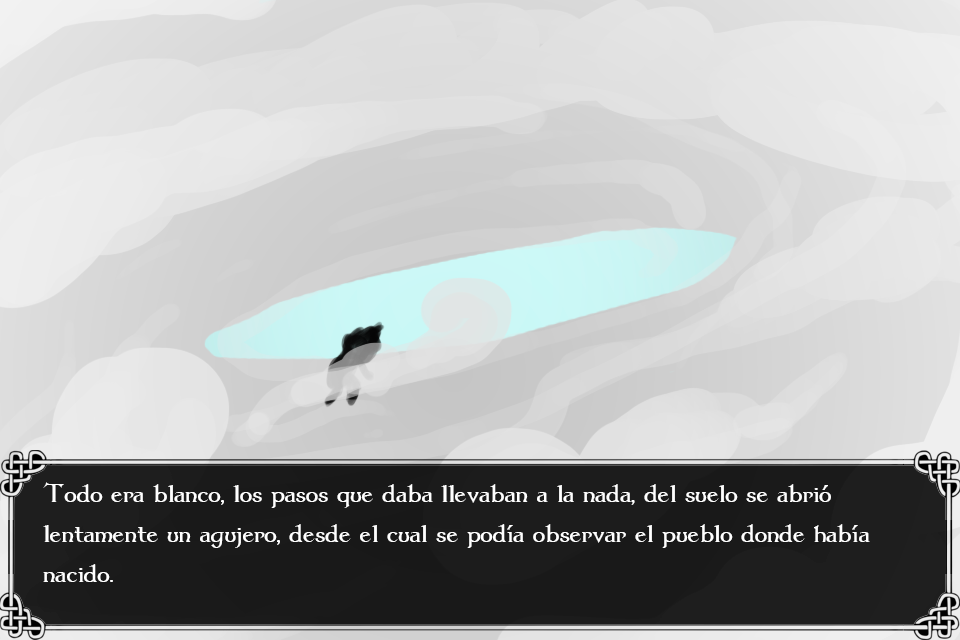 Todo era blanco, los pasos que daba llevaban a la nada, del suelo se abrió
lentamente un agujero, desde el cual se podía observar el pueblo donde había
nacido.